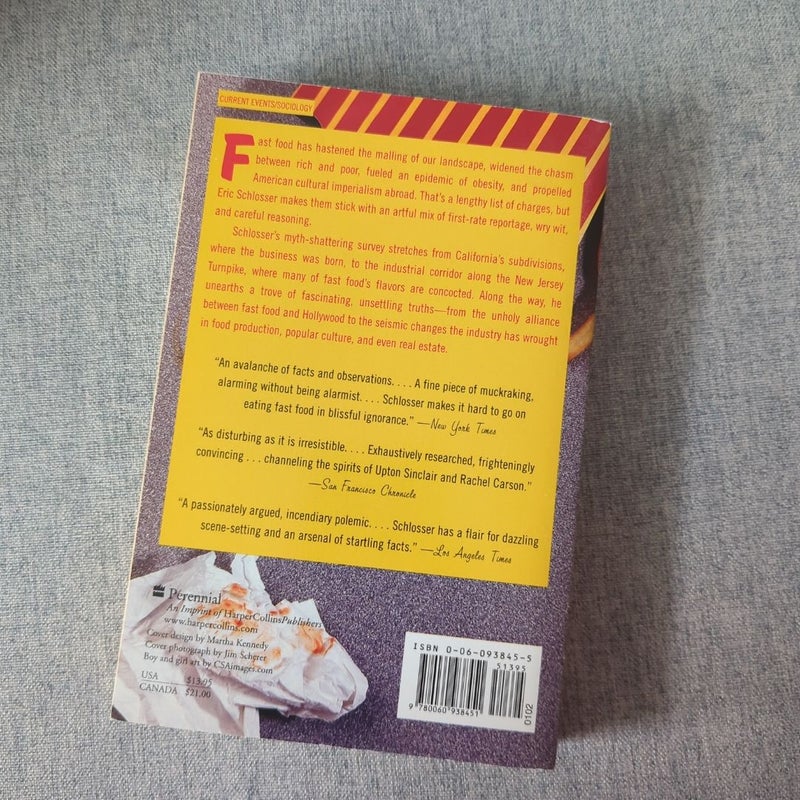 CURRENT EVENTS/SOCIOLOGY
Fast food has hastened the malling of our landscape, widened the chasm
between rich and poor, fueled an epidemic of obesity, and propelled
American cultural imperialism abroad. That's a lengthy list of charges, but
Eric Schlosser makes them stick with an artful mix of first-rate reportage, wry wit,
and careful reasoning.
Schlosser's myth-shattering survey stretches from California's subdivisions,
where the business was born, to the industrial corridor along the New Jersey
Turnpike, where many of fast food's flavors are concocted. Along the way, he
unearths a trove of fascinating, unsettling truths—from the unholy alliance
between fast food and Hollywood to the seismic changes the industry has wrought
in food production, popular culture, and even real estate.
"An avalanche of facts and observations. . . . A fine piece of muckraking,
alarming without being alarmist. . . . Schlosser makes it hard to go on
eating fast food in blissful ignorance." —New York Times
"As disturbing as it is irresistible. . . . Exhaustively researched, frighteningly
convincing . . . channeling the spirits of Upton Sinclair and Rachel Carson."
—San Francisco Chronicle
"A passionately argued, incendiary polemic. . . . Schlosser has a flair for dazzling
scene-setting and an arsenal of startling facts." —Los Angeles Times
Perennial
An Imprint of HarperCollinsPublishers
www.harpercollins.com
Cover design by Martha Kennedy
Cover photograph by Jim Scherer
Boy and girl art by CSAimages.com
USA $13.95
CANADA $21.00
ISBN 0-06-093845-5
51395
9 780060 938451
0102